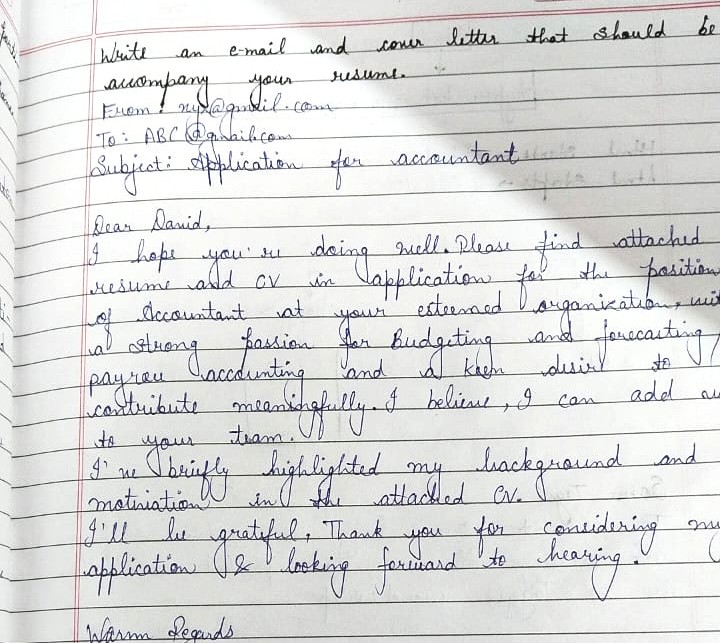 Write an e-mail and cover letter that should be
accompany your resume.
From: xyz@gmail.com
To: ABC@gmail.com
Subject: Application for accountant
Dear David,
I hope you're doing well. Please find attached
resume and CV in application for the position
of Accountant at your esteemed organization, wit
a strong passion for Budgeting and forecasting,
payroll accounting and a keen desire to
contribute meaningfully. I believe, I can add
to your team.
I've briefly highlighted my background and
motivation in the attached CV.
I'll be grateful, Thank you for considering my
application & looking forward to hearing.
Warm Regards